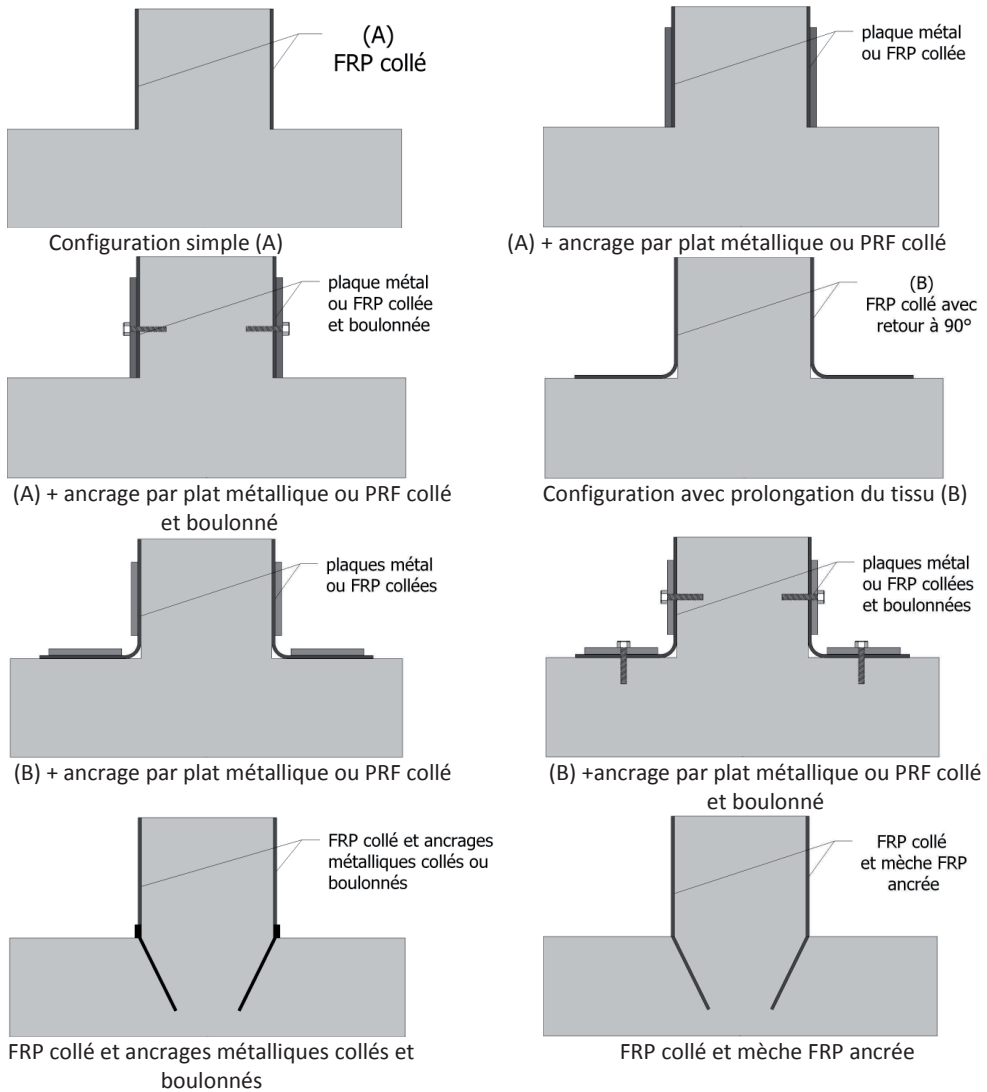 (A)
FRP collé
Configuration simple (A)
plaque métal
ou FRP collée
(A) + ancrage par plat métallique ou PRF collé
plaque métal
ou FRP collée
et boulonnée
(A) + ancrage par plat métallique ou PRF collé
et boulonné
(B)
FRP collé avec
retour à 90°
Configuration avec prolongation du tissu (B)
plaques métal
ou FRP collées
(B) + ancrage par plat métallique ou PRF collé
plaques métal
ou FRP collées
et boulonnées
(B) +ancrage par plat métallique ou PRF collé
et boulonné
FRP collé et ancrages
métalliques collés ou
boulonnés
FRP collé et ancrages métalliques collés et
boulonnés
FRP collé
et mèche FRP
ancrée
FRP collé et mèche FRP ancrée